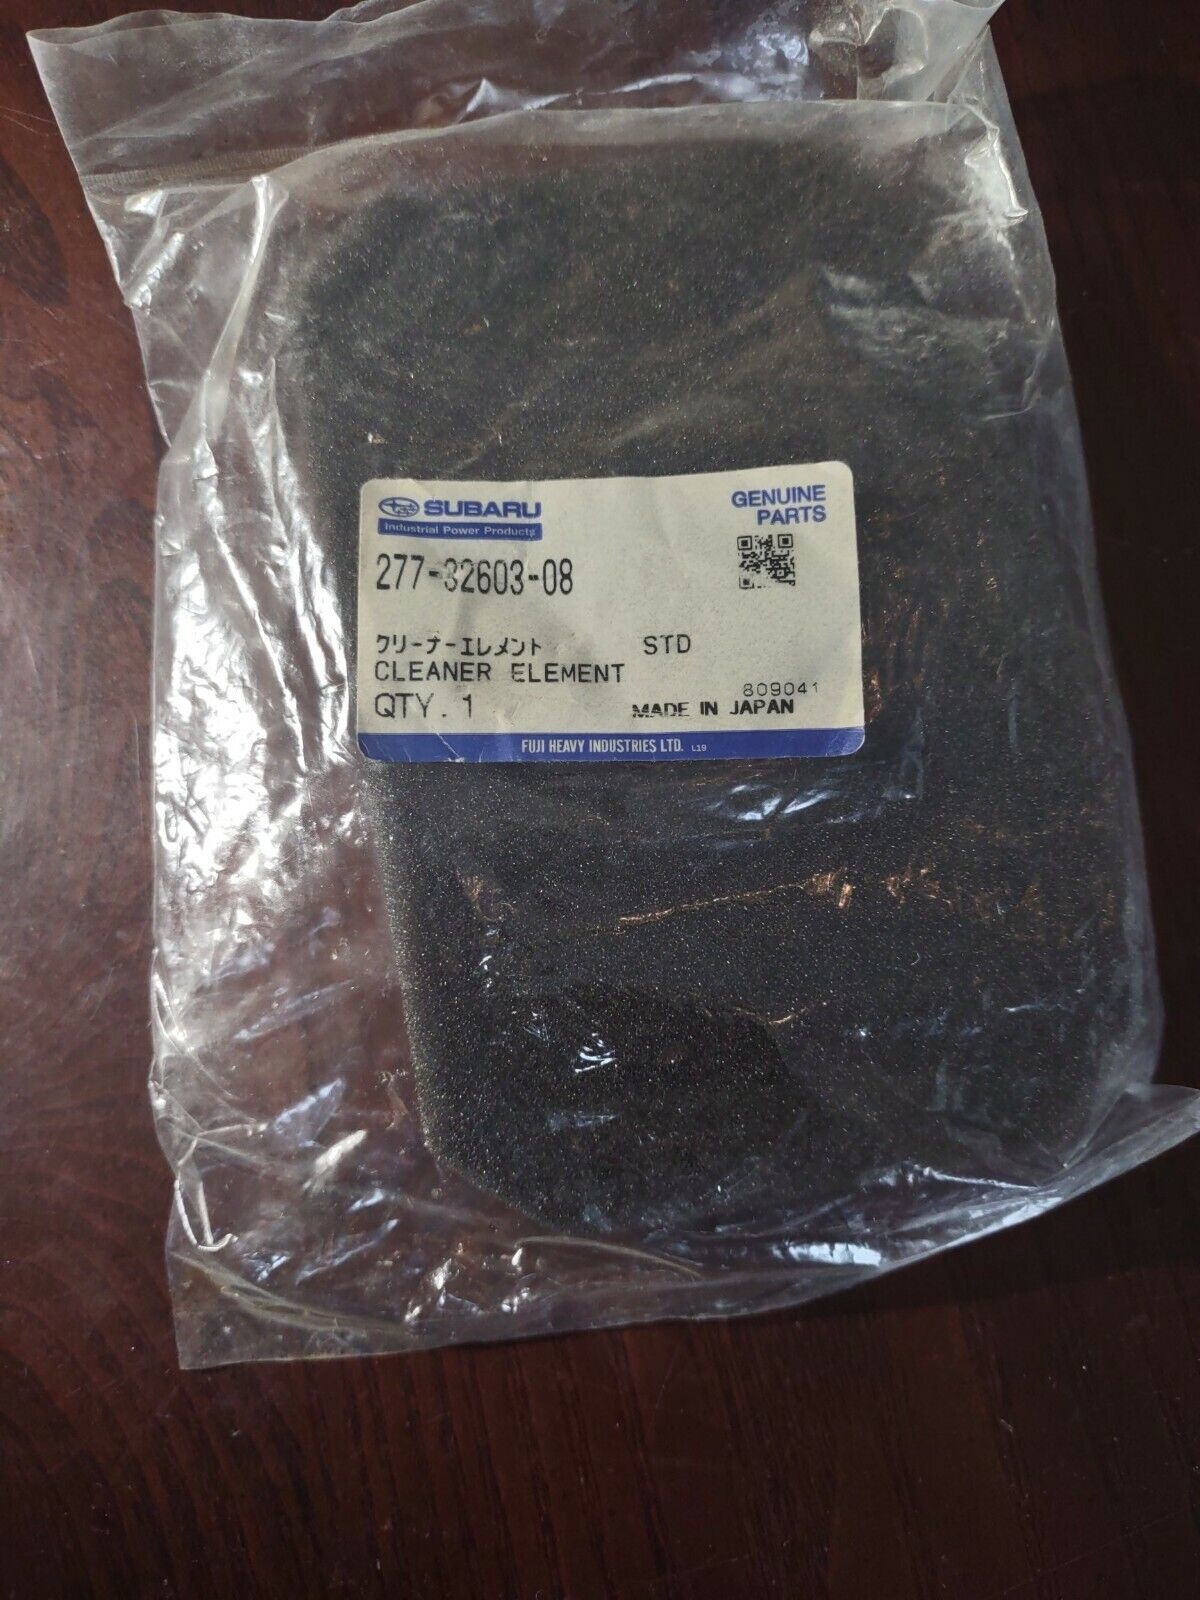 SUBARU
Industrial Power Products
GENUINE
PARTS
277-32603-08
クリーナーエレメント STD
CLEANER ELEMENT
QTY. 1
809041
MADE IN JAPAN
FUJI HEAVY INDUSTRIES LTD. L19